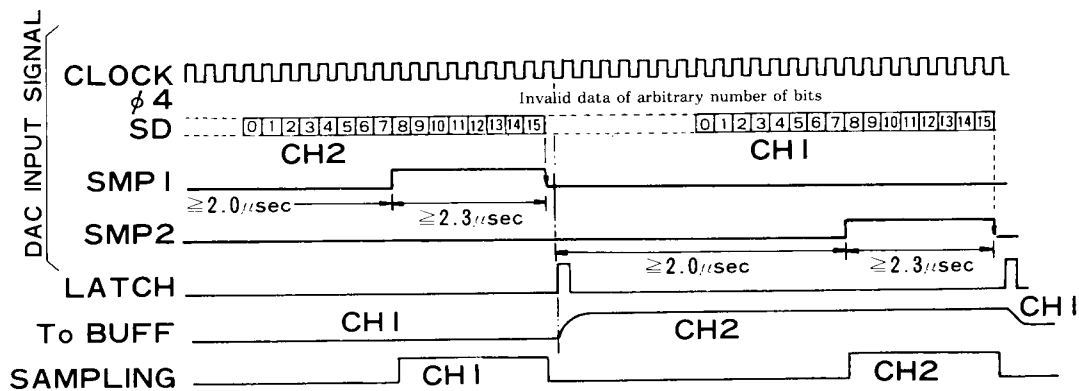 DAC INPUT SIGNAL
CLOCK
φ4
Invalid data of arbitrary number of bits
SD
0 1 2 3 4 5 6 7 8 9 10 11 12 13 14 15
0 1 2 3 4 5 6 7 8 9 10 11 12 13 14 15
CH2
CH1
SMP1
≧2.0μsec
≧2.3μsec
SMP2
≧2.0μsec
≧2.3μsec
LATCH
CH1
CH2
CH1
To BUFF
SAMPLING
CH1
CH2